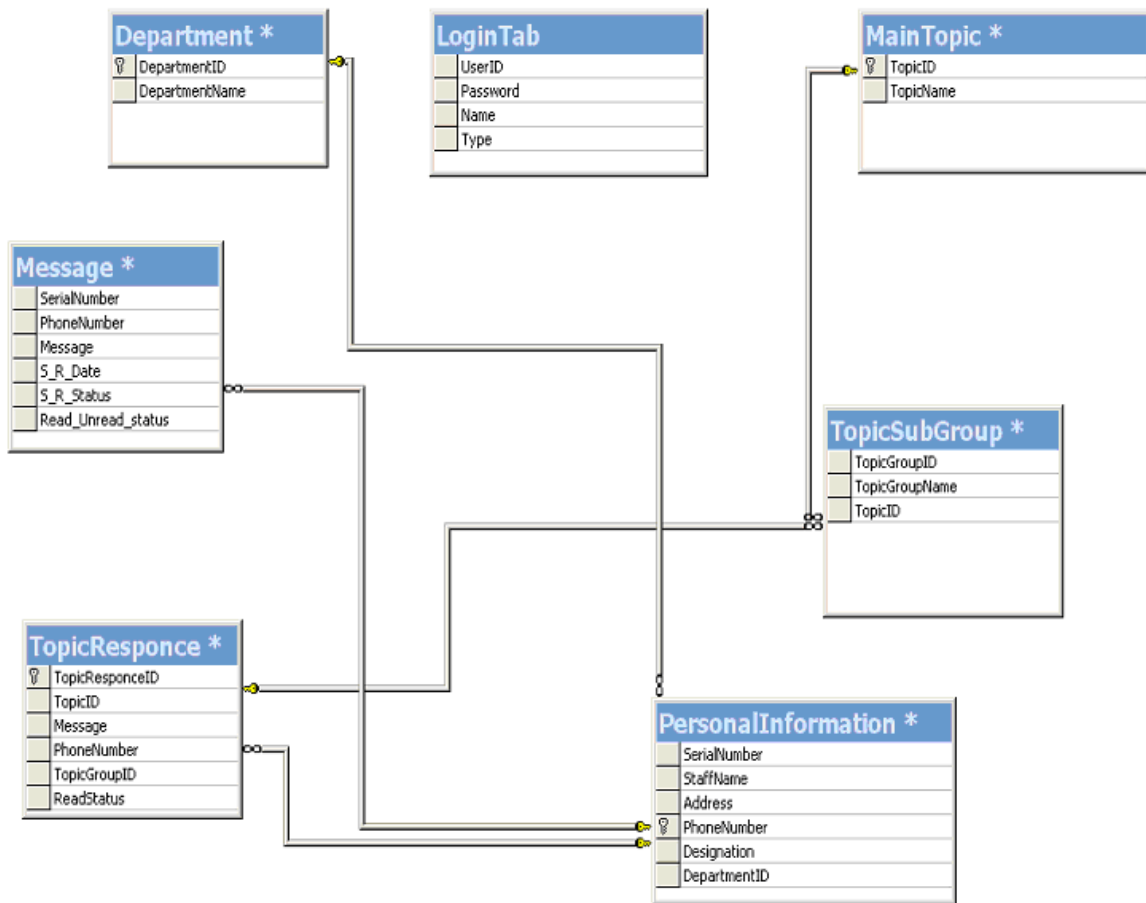 Department *
DepartmentID
DepartmentName
LoginTab
UserID
Password
Name
Type
MainTopic *
TopicID
TopicName
Message *
SerialNumber
PhoneNumber
Message
S_R_Date
S_R_Status
Read_Unread_status
TopicSubGroup *
TopicGroupID
TopicGroupName
TopicID
TopicResponce *
TopicResponceID
TopicID
Message
PhoneNumber
TopicGroupID
ReadStatus
PersonalInformation *
SerialNumber
StaffName
Address
PhoneNumber
Designation
DepartmentID